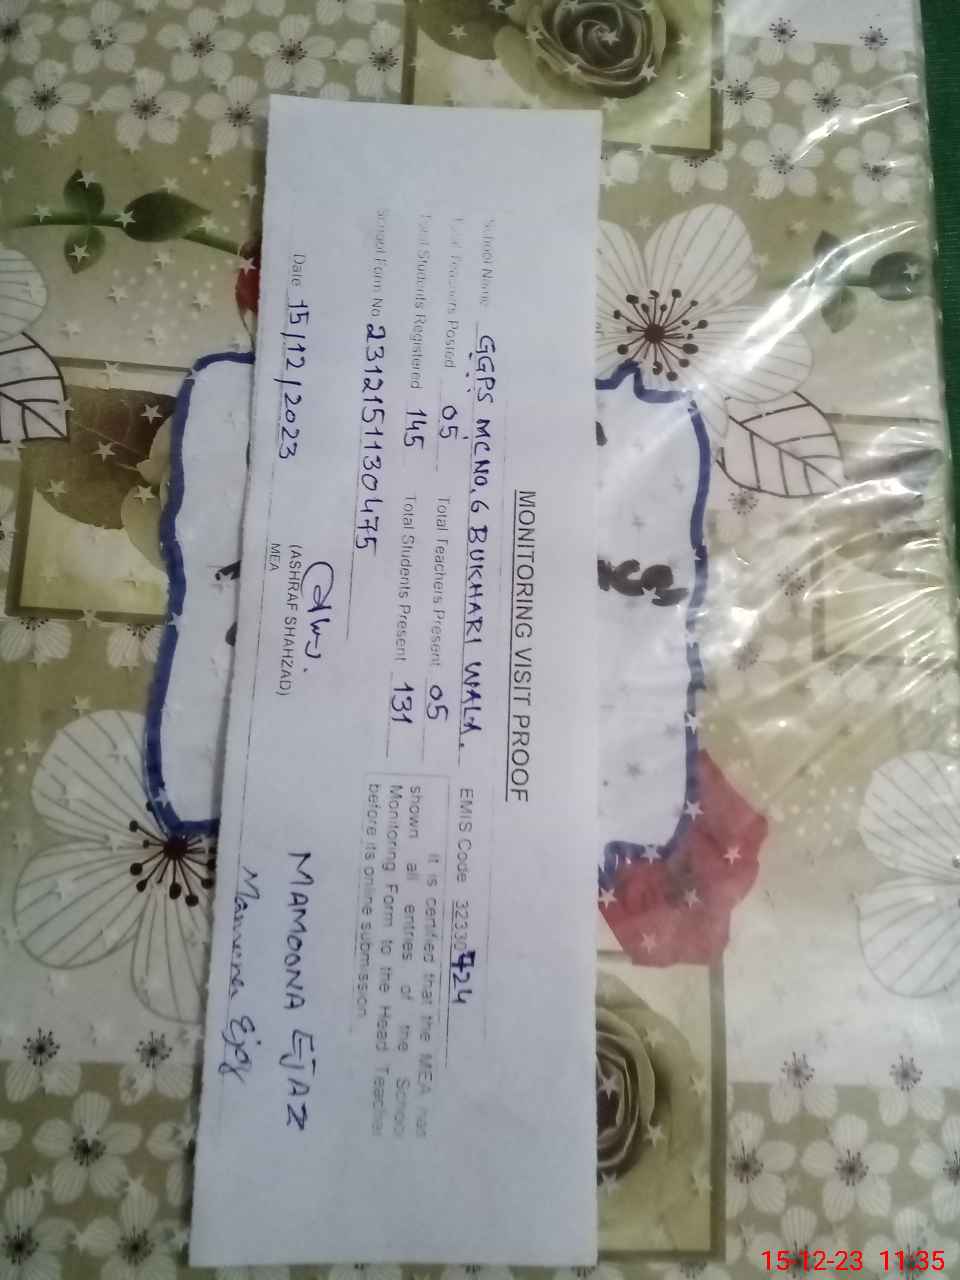 MONITORING VISIT PROOF
School Name GGPS MC NO. 6 BUKHARI WALA. EMIS Code 32330424
Total Teachers Posted 05 Total Teachers Present 05
Total Students Registered 145 Total Students Present 131
School Form No 2312151130475
It is certified that the MEA has
shown all entries of the School
Monitoring Form to the Head Teacher
before its online submission
Date 15/12/2023
(ASHRAF SHAHZAD)
MEA
MAMOONA EJAZ
15-12-23 11:35